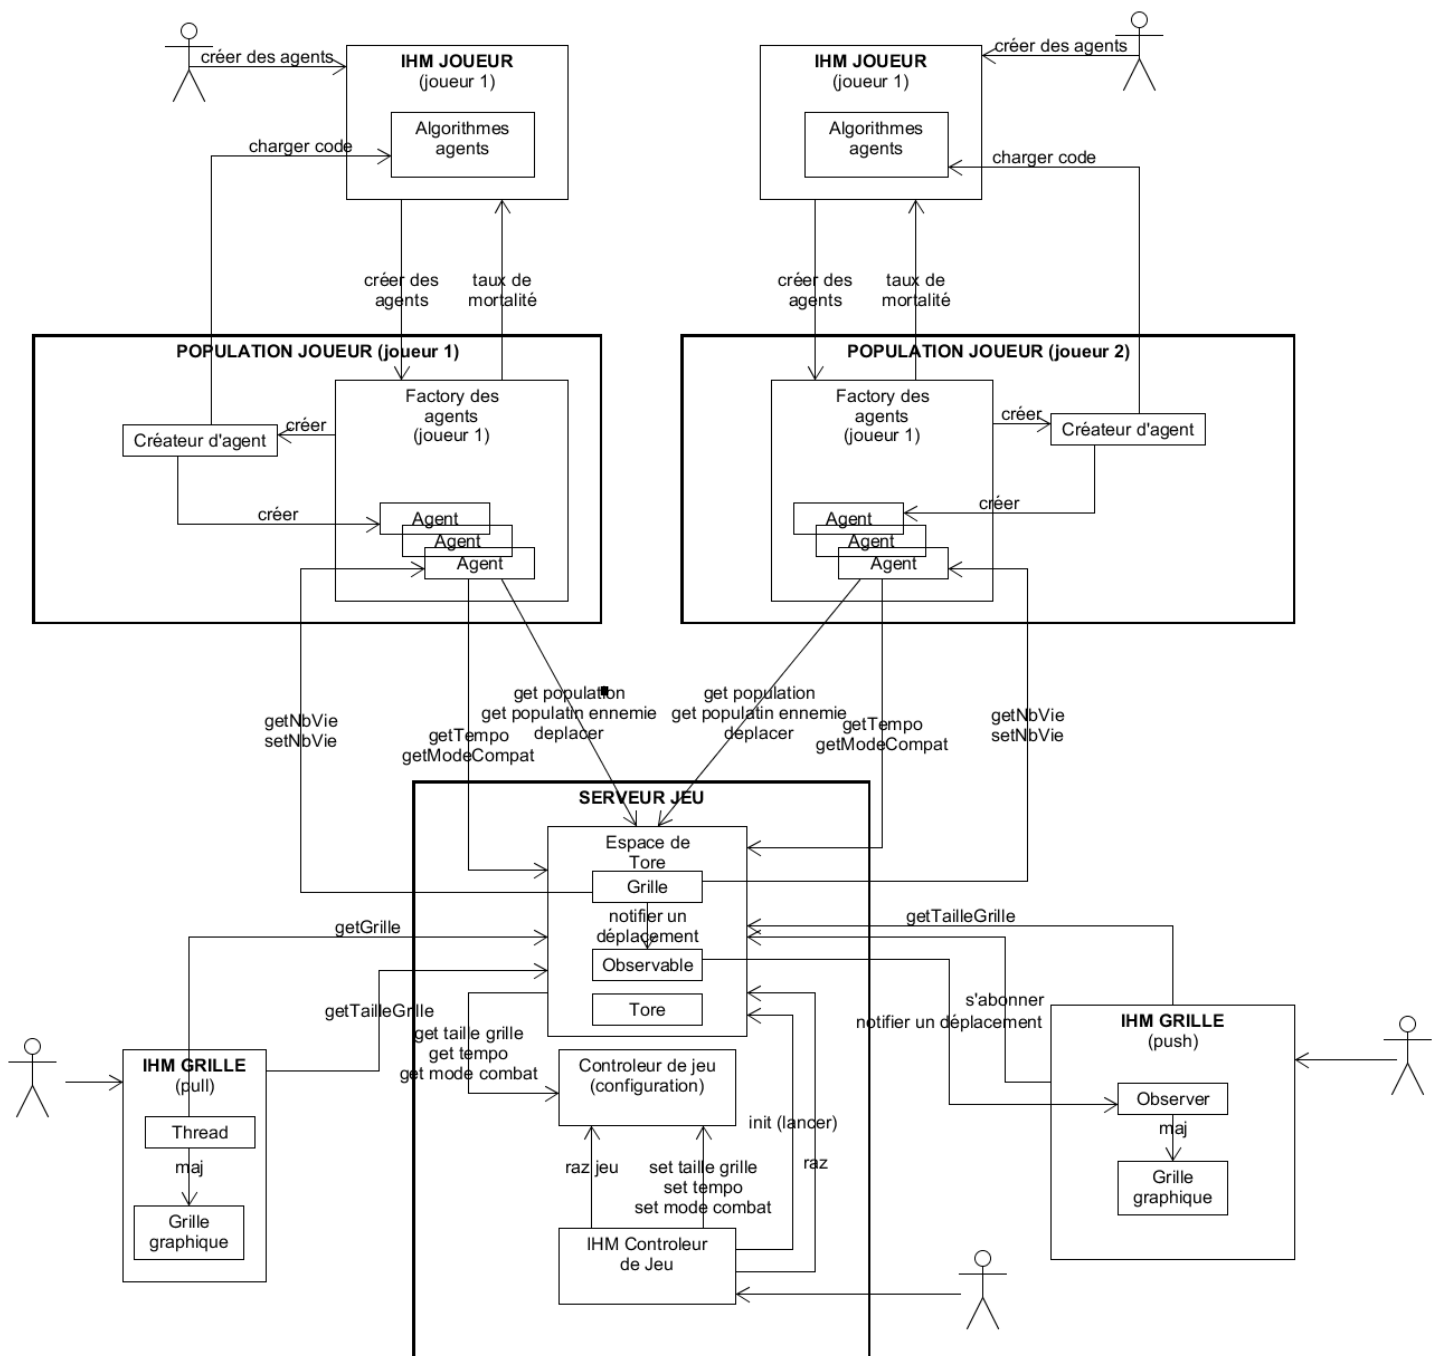 créer des agents
IHM JOUEUR
(joueur 1)
Algorithmes
agents
charger code
créer des
agents
taux de
mortalité
IHM JOUEUR
(joueur 1)
créer des agents
Algorithmes
agents
charger code
créer des
agents
taux de
mortalité
POPULATION JOUEUR (joueur 1)
Factory des
agents
(joueur 1)
créer
Créateur d'agent
créer
Agent
Agent
Agent
POPULATION JOUEUR (joueur 2)
Factory des
agents
(joueur 1)
créer
Créateur d'agent
créer
Agent
Agent
Agent
getNbVie
setNbVie
getTempo
getModeCompat
get population
get populatin ennemie
deplacer
get population
get populatin ennemie
déplacer
getTempo
getModeCompat
getNbVie
setNbVie
SERVEUR JEU
Espace de
Tore
Grille
notifier un
déplacement
Observable
Tore
getGrille
getTailleGrille
getTailleGrille
s'abonner
notifier un déplacement
get taille grille
get tempo
get mode combat
Controleur de jeu
(configuration)
init (lancer)
raz
raz jeu
set taille grille
set tempo
set mode combat
IHM Controleur
de Jeu
IHM GRILLE
(pull)
Thread
maj
Grille
graphique
IHM GRILLE
(push)
Observer
maj
Grille
graphique